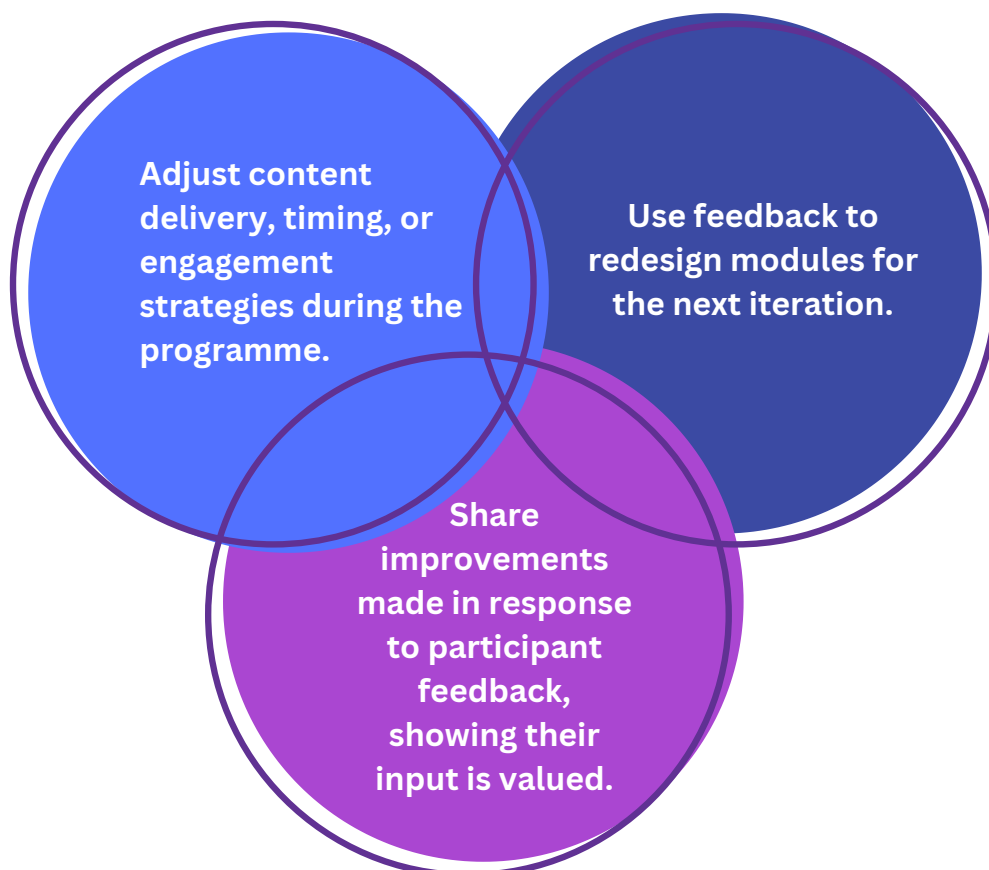 Adjust content
delivery, timing, or
engagement
strategies during the
programme.
Use feedback to
redesign modules for
the next iteration.
Share
improvements
made in response
to participant
feedback,
showing their
input is valued.